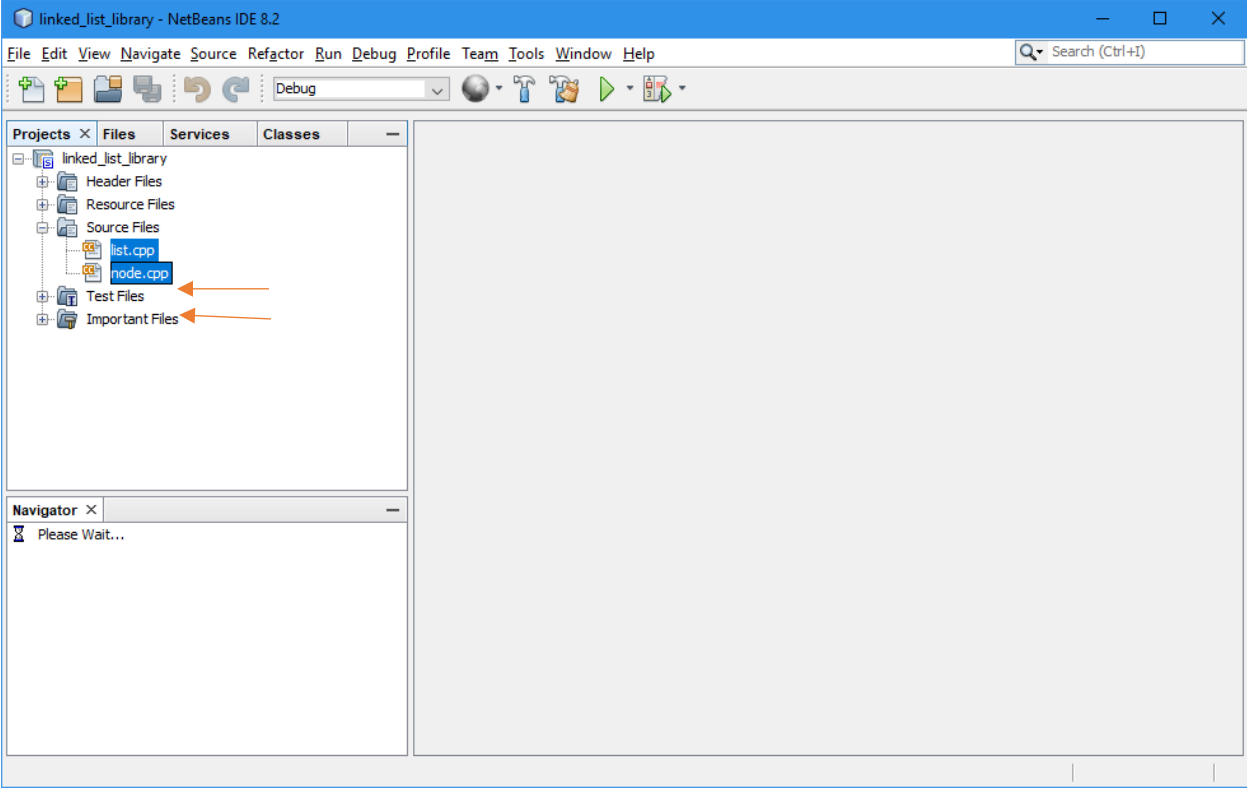 linked_list_library - NetBeans IDE 8.2
File Edit View Navigate Source Refactor Run Debug Profile Team Tools Window Help
Search (Ctrl+I)
Debug
Projects Files Services Classes
linked_list_library
Header Files
Resource Files
Source Files
list.cpp
node.cpp
Test Files
Important Files
Navigator
Please Wait...